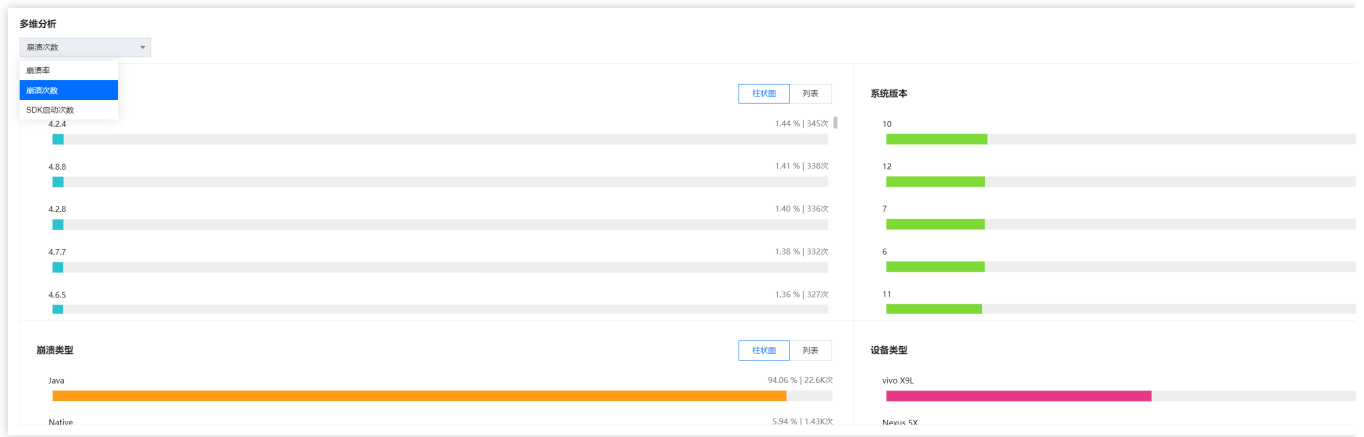 多维分析
崩溃次数
崩溃率
崩溃次数
SDK启动次数
柱状图 列表
4.2.4 1.44 % | 345次
4.8.8 1.41 % | 338次
4.2.8 1.40 % | 336次
4.7.7 1.38 % | 332次
4.6.5 1.36 % | 327次
系统版本
10
12
7
6
11
崩溃类型 柱状图 列表
Java 94.06 % | 22.6K次
Native 5.94 % | 1.43K次
设备类型
vivo X9L
Nexus 5X